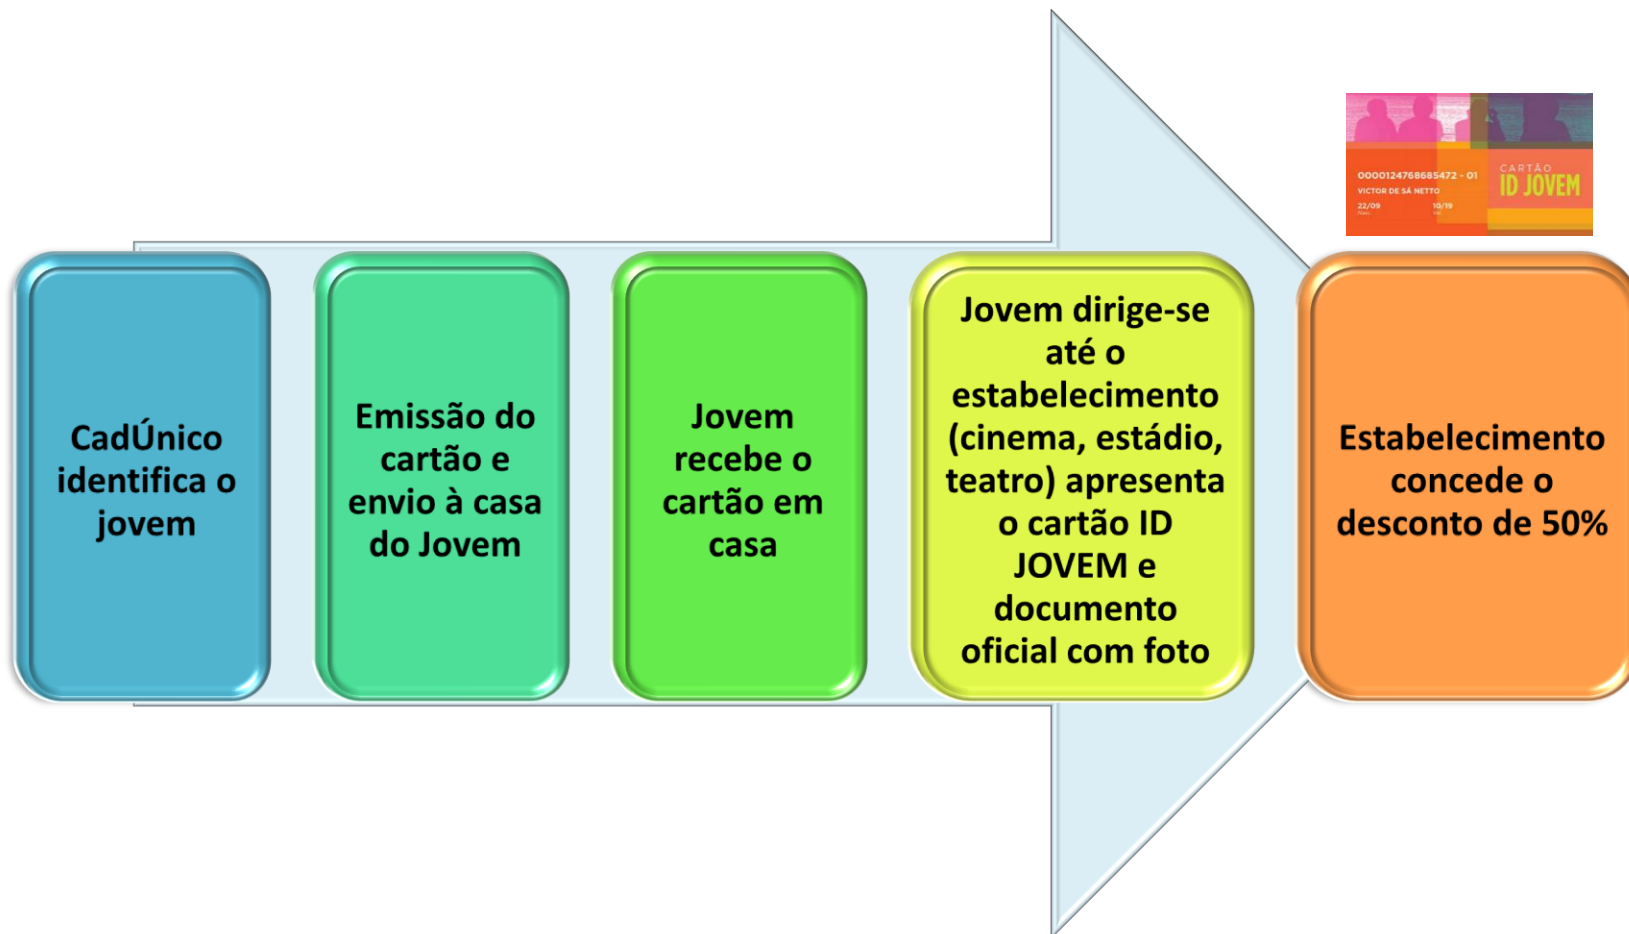 CadÚnico
identifica o
jovem
Emissão do
cartão e
envio à casa
do Jovem
Jovem
recebe o
cartão em
casa
Jovem dirige-se
até o
estabelecimento
(cinema, estádio,
teatro) apresenta
o cartão ID
JOVEM e
documento
oficial com foto
0000124768685472 - 01
VICTOR DE SÁ NETTO
22/09
10/19
CARTÃO
ID JOVEM
Estabelecimento
concede o
desconto de 50%